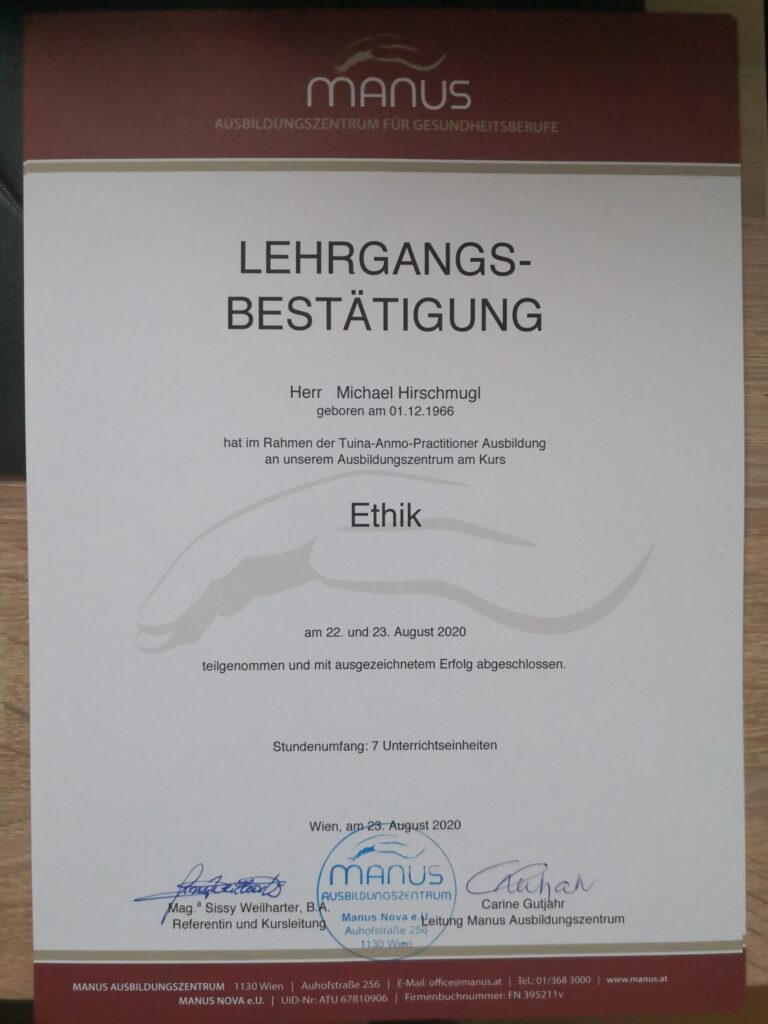 MANUS
AUSBILDUNGSZENTRUM FÜR GESUNDHEITSBERUFE
LEHRGANGS-
BESTÄTIGUNG
Herr Michael Hirschmugl
geboren am 01.12.1966
hat im Rahmen der Tuina-Anmo-Practitioner Ausbildung
an unserem Ausbildungszentrum am Kurs
Ethik
am 22. und 23. August 2020
teilgenommen und mit ausgezeichnetem Erfolg abgeschlossen.
Stundenumfang: 7 Unterrichtseinheiten
Wien, am 23. August 2020
MANUS
AUSBILDUNGSZENTRUM
Manus Nova e.U.
Auhofstraße 256
1130 Wien
Mag.ª Sissy Weilharter, B.A.
Referentin und Kursleitung
Carine Gutjahr
Leitung Manus Ausbildungszentrum
MANUS AUSBILDUNGSZENTRUM 1130 Wien | Auhofstraße 256 | E-Mail: office@manus.at | Tel.: 01/368 3000 | www.manus.at
MANUS NOVA e.U. | UID-Nr: ATU 67810906 | Firmenbuchnummer: FN 395211v